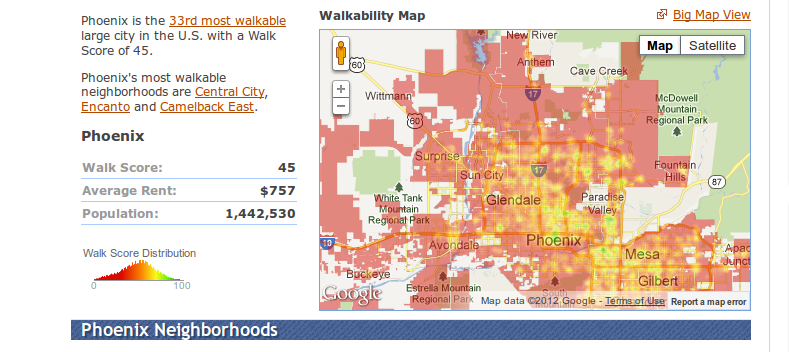 Phoenix is the 33rd most walkable
large city in the U.S. with a Walk
Score of 45.
Phoenix's most walkable
neighborhoods are Central City,
Encanto and Camelback East.
Phoenix
Walk Score: 45
Average Rent: $757
Population: 1,442,530
Walk Score Distribution
0 100
Walkability Map
Big Map View
Map Satellite
New River
Anthem
Cave Creek
60
17
Wittmann
McDowell
Mountain
Regional Park
60
Surprise
Sun City
17
Fountain
Hills
87
White Tank
Mountain
Regional Park
Glendale
Paradise
Valley
10
Avondale
Phoenix
Mesa
Apac
Junct
Buckeye
Gilbert
Estrella Mountain
Regional Park
South
Mountain
Google
Map data ©2012 Google - Terms of Use
Report a map error
Phoenix Neighborhoods